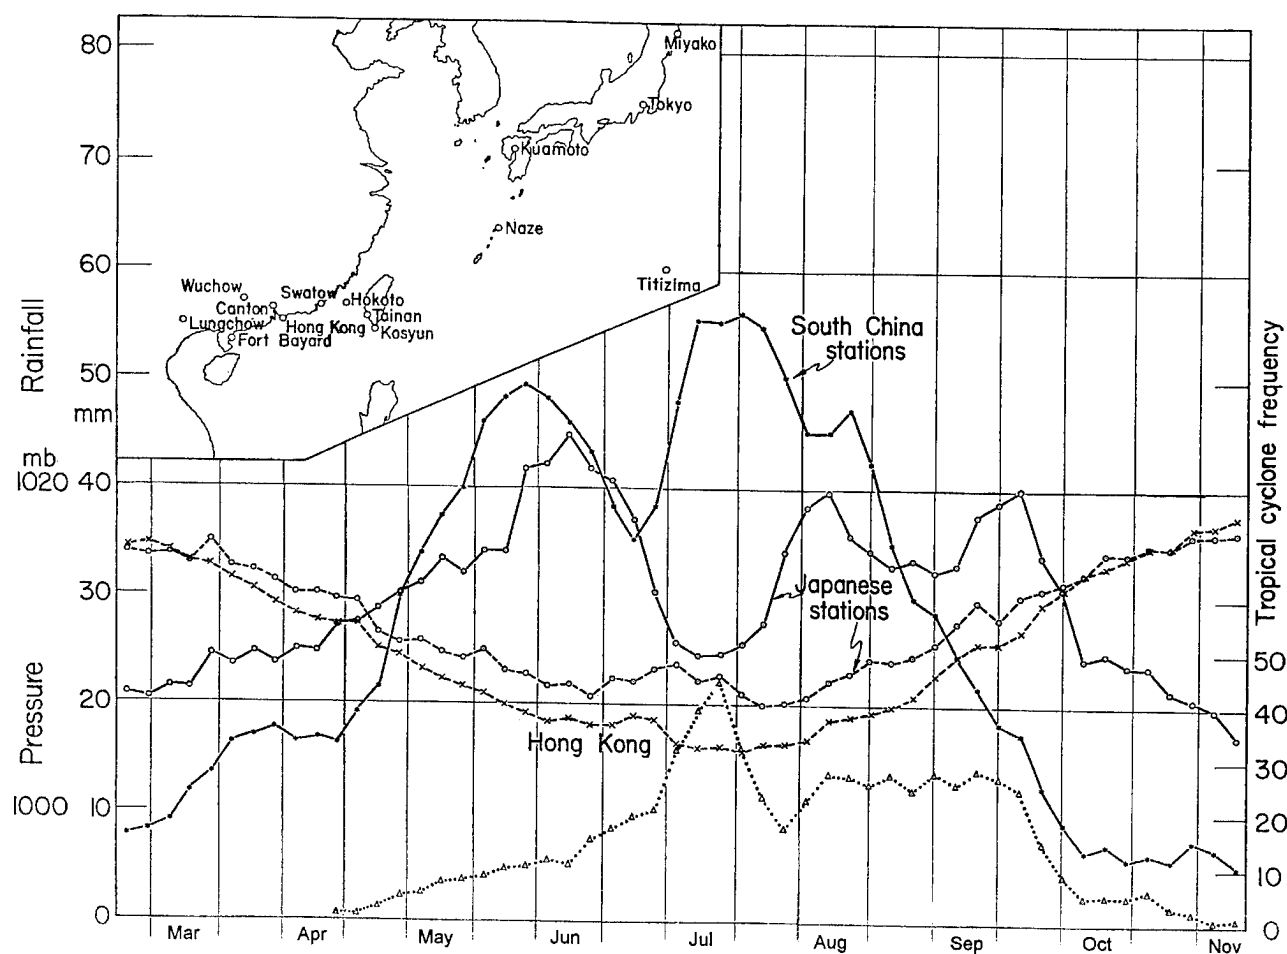 80
70
60
50
mm
mb
1020 40
30
20
1000 10
0
Rainfall
Pressure
Miyako
Tokyo
Kuamoto
Naze
Titizima
Wuchow
Swatow
Hokoto
Canton
Tainan
Lungchow
Hong Kong
Kosyun
Fort Bayard
South China
stations
Japanese
stations
Hong Kong
Tropical cyclone frequency
50
40
30
20
10
0
Mar
Apr
May
Jun
Jul
Aug
Sep
Oct
Nov